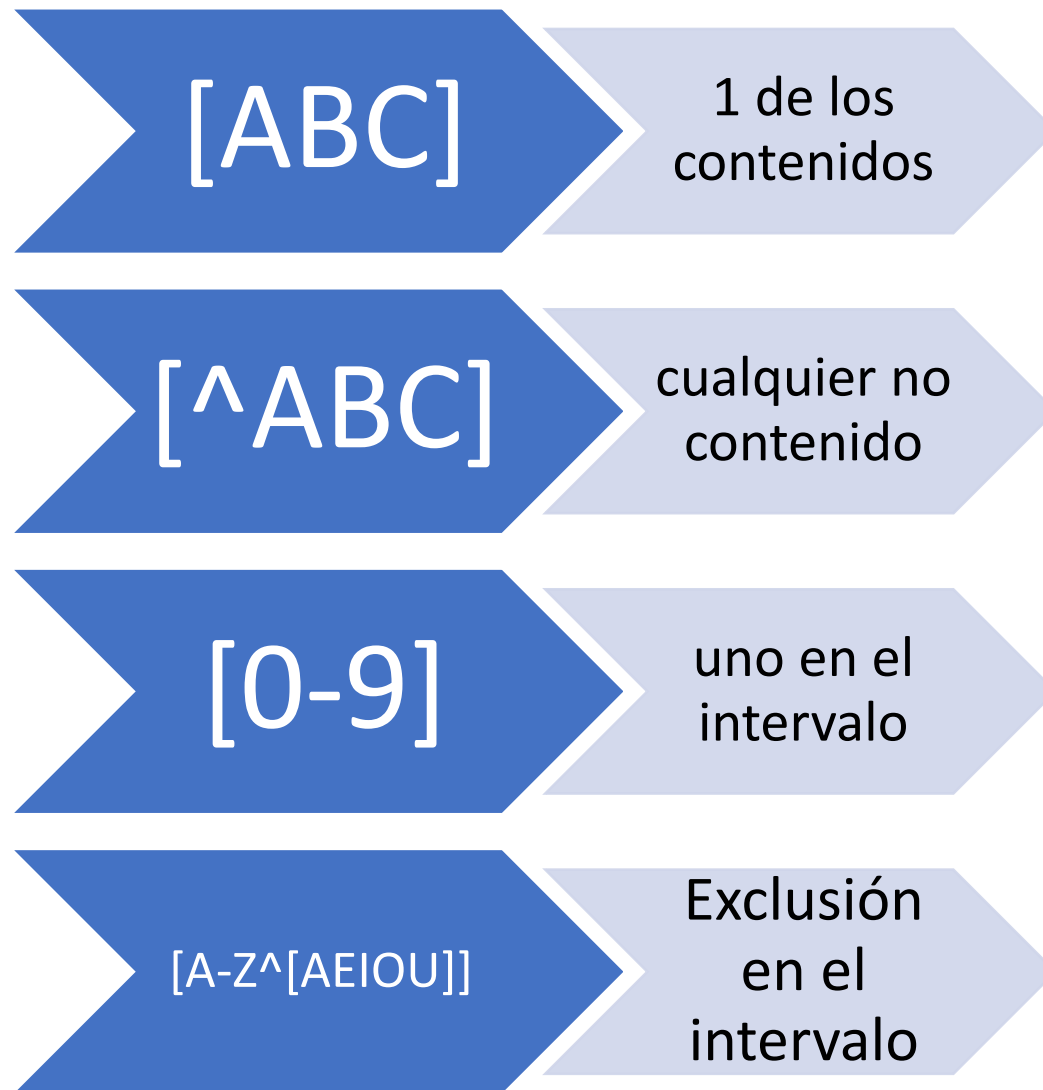 [ABC]
1 de los
contenidos
[^ABC]
cualquier no
contenido
[0-9]
uno en el
intervalo
[A-Z^[AEIOU]]
Exclusión
en el
intervalo